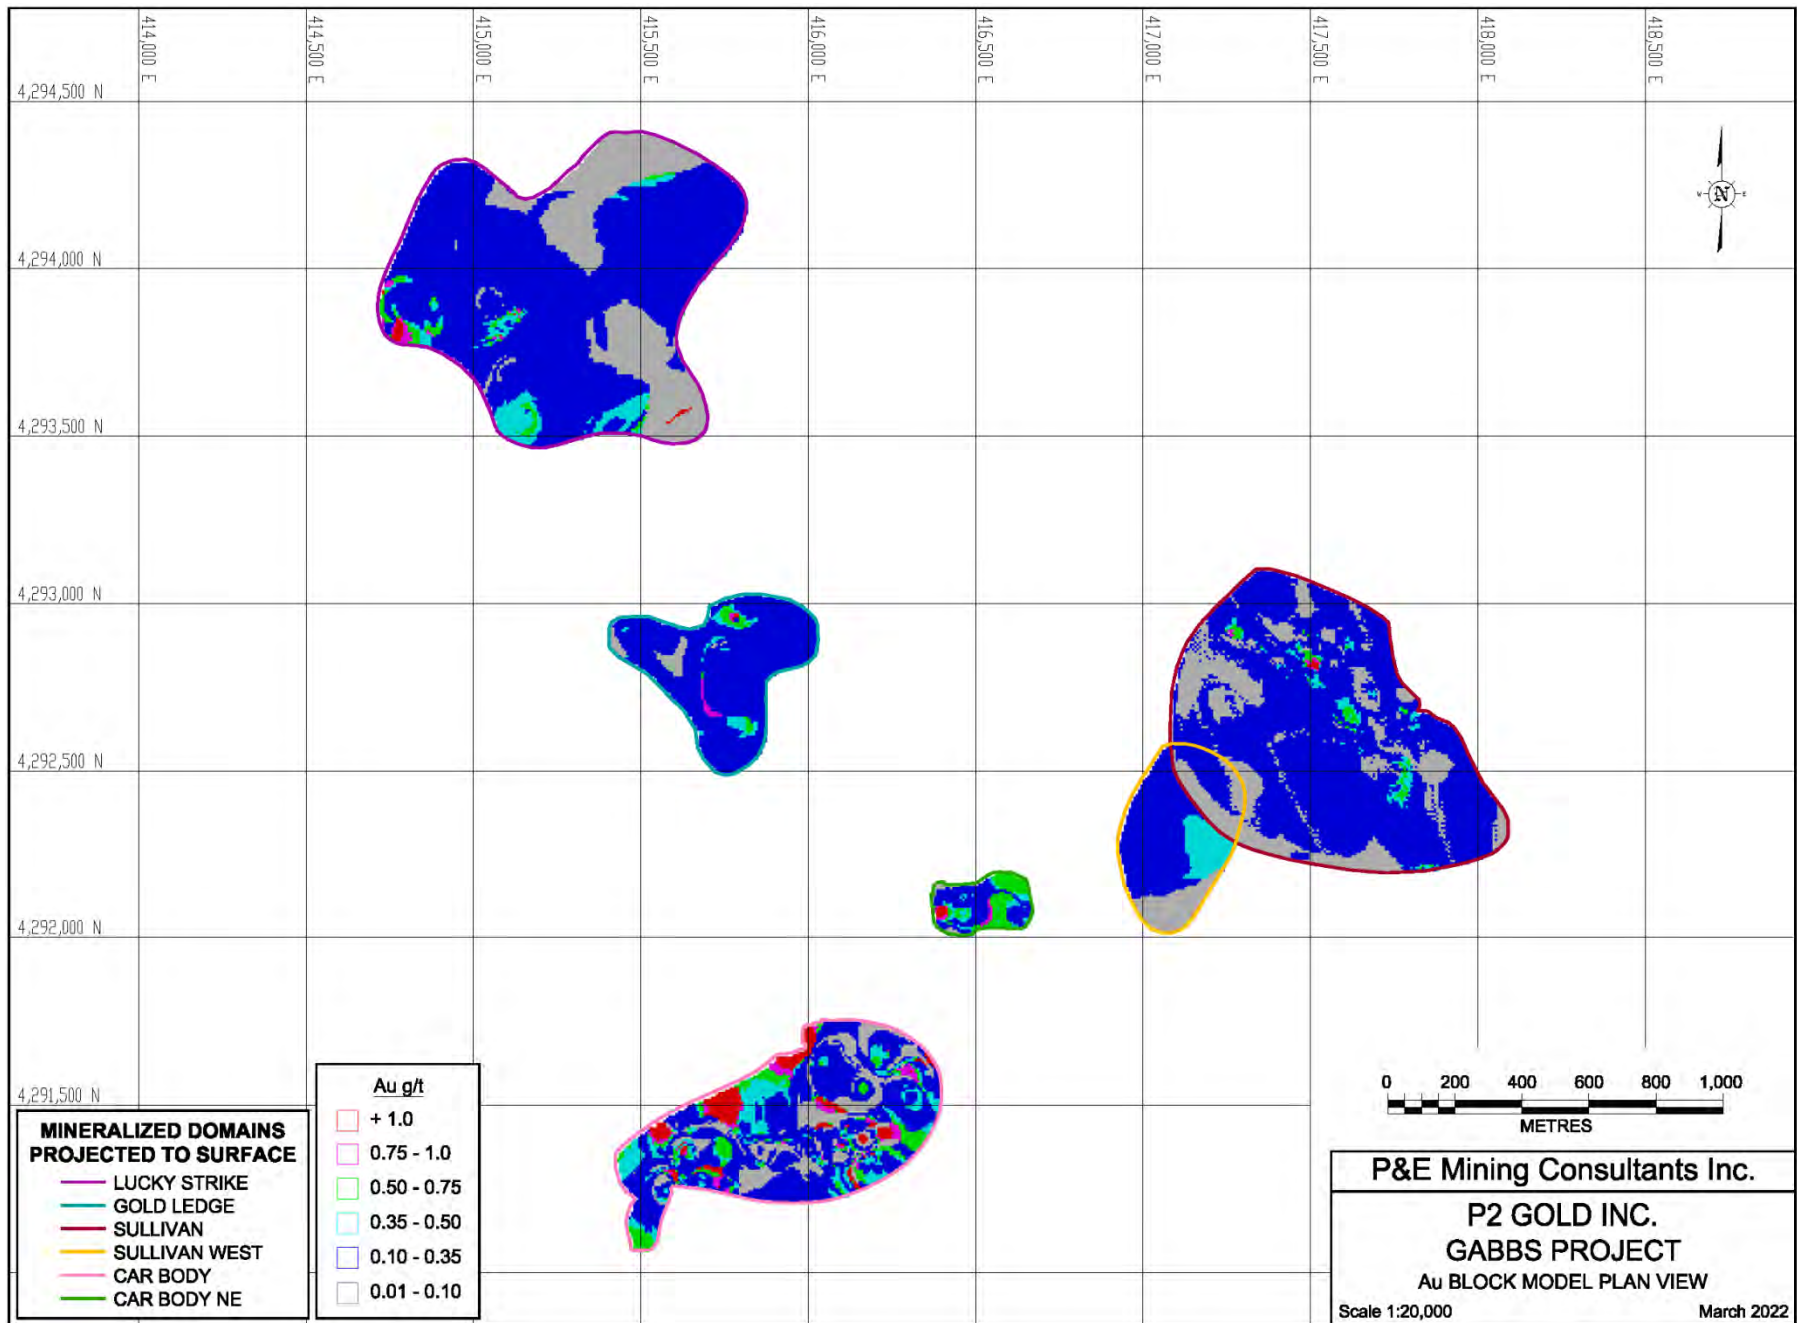 414,000 E
414,500 E
415,000 E
415,500 E
416,000 E
416,500 E
417,000 E
417,500 E
418,000 E
418,500 E
4,294,500 N
4,294,000 N
4,293,500 N
4,293,000 N
4,292,500 N
4,292,000 N
4,291,500 N
N
W
E
MINERALIZED DOMAINS
PROJECTED TO SURFACE
LUCKY STRIKE
GOLD LEDGE
SULLIVAN
SULLIVAN WEST
CAR BODY
CAR BODY NE
Au g/t
+ 1.0
0.75 - 1.0
0.50 - 0.75
0.35 - 0.50
0.10 - 0.35
0.01 - 0.10
0 200 400 600 800 1,000
METRES
P&E Mining Consultants Inc.
P2 GOLD INC.
GABBS PROJECT
Au BLOCK MODEL PLAN VIEW
Scale 1:20,000 March 2022